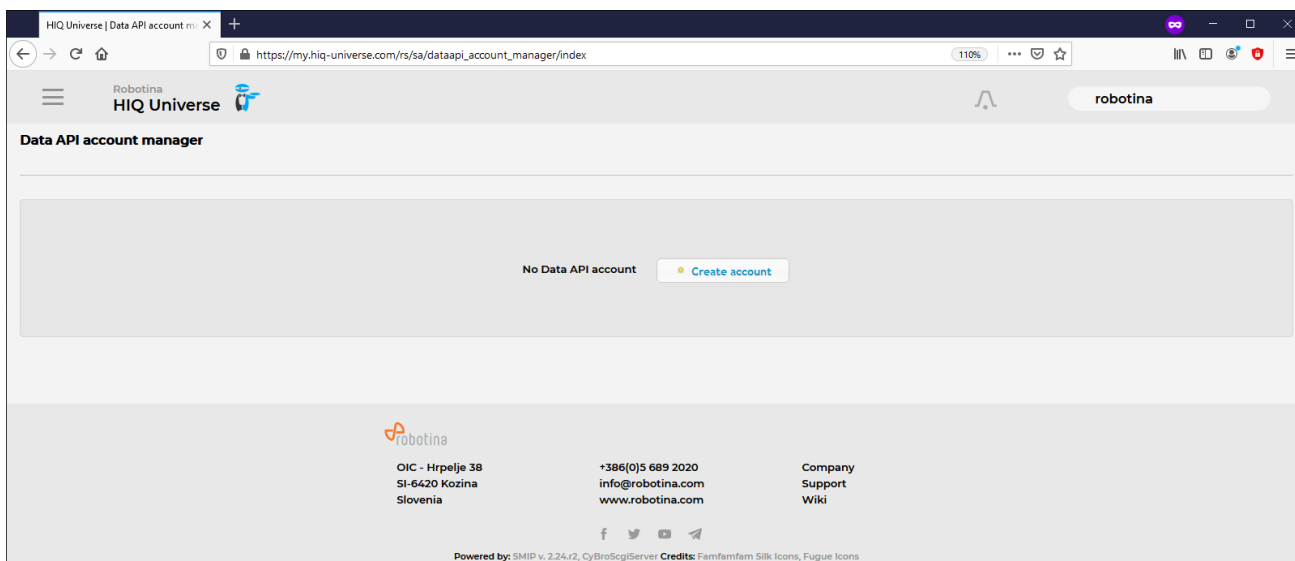 HIQ Universe | Data API account m
https://my.hiq-universe.com/rs/sa/dataapi_account_manager/index
110%
Robotina
HIQ Universe
robotina
Data API account manager
No Data API account
Create account
robotina
OIC - Hrpelje 38
+386(0)5 689 2020
Company
SI-6420 Kozina
info@robotina.com
Support
Slovenia
www.robotina.com
Wiki
Powered by: SMIP v. 2.24.r2, CyBroScgiServer Credits: Famfamfam Silk Icons, Fugue Icons